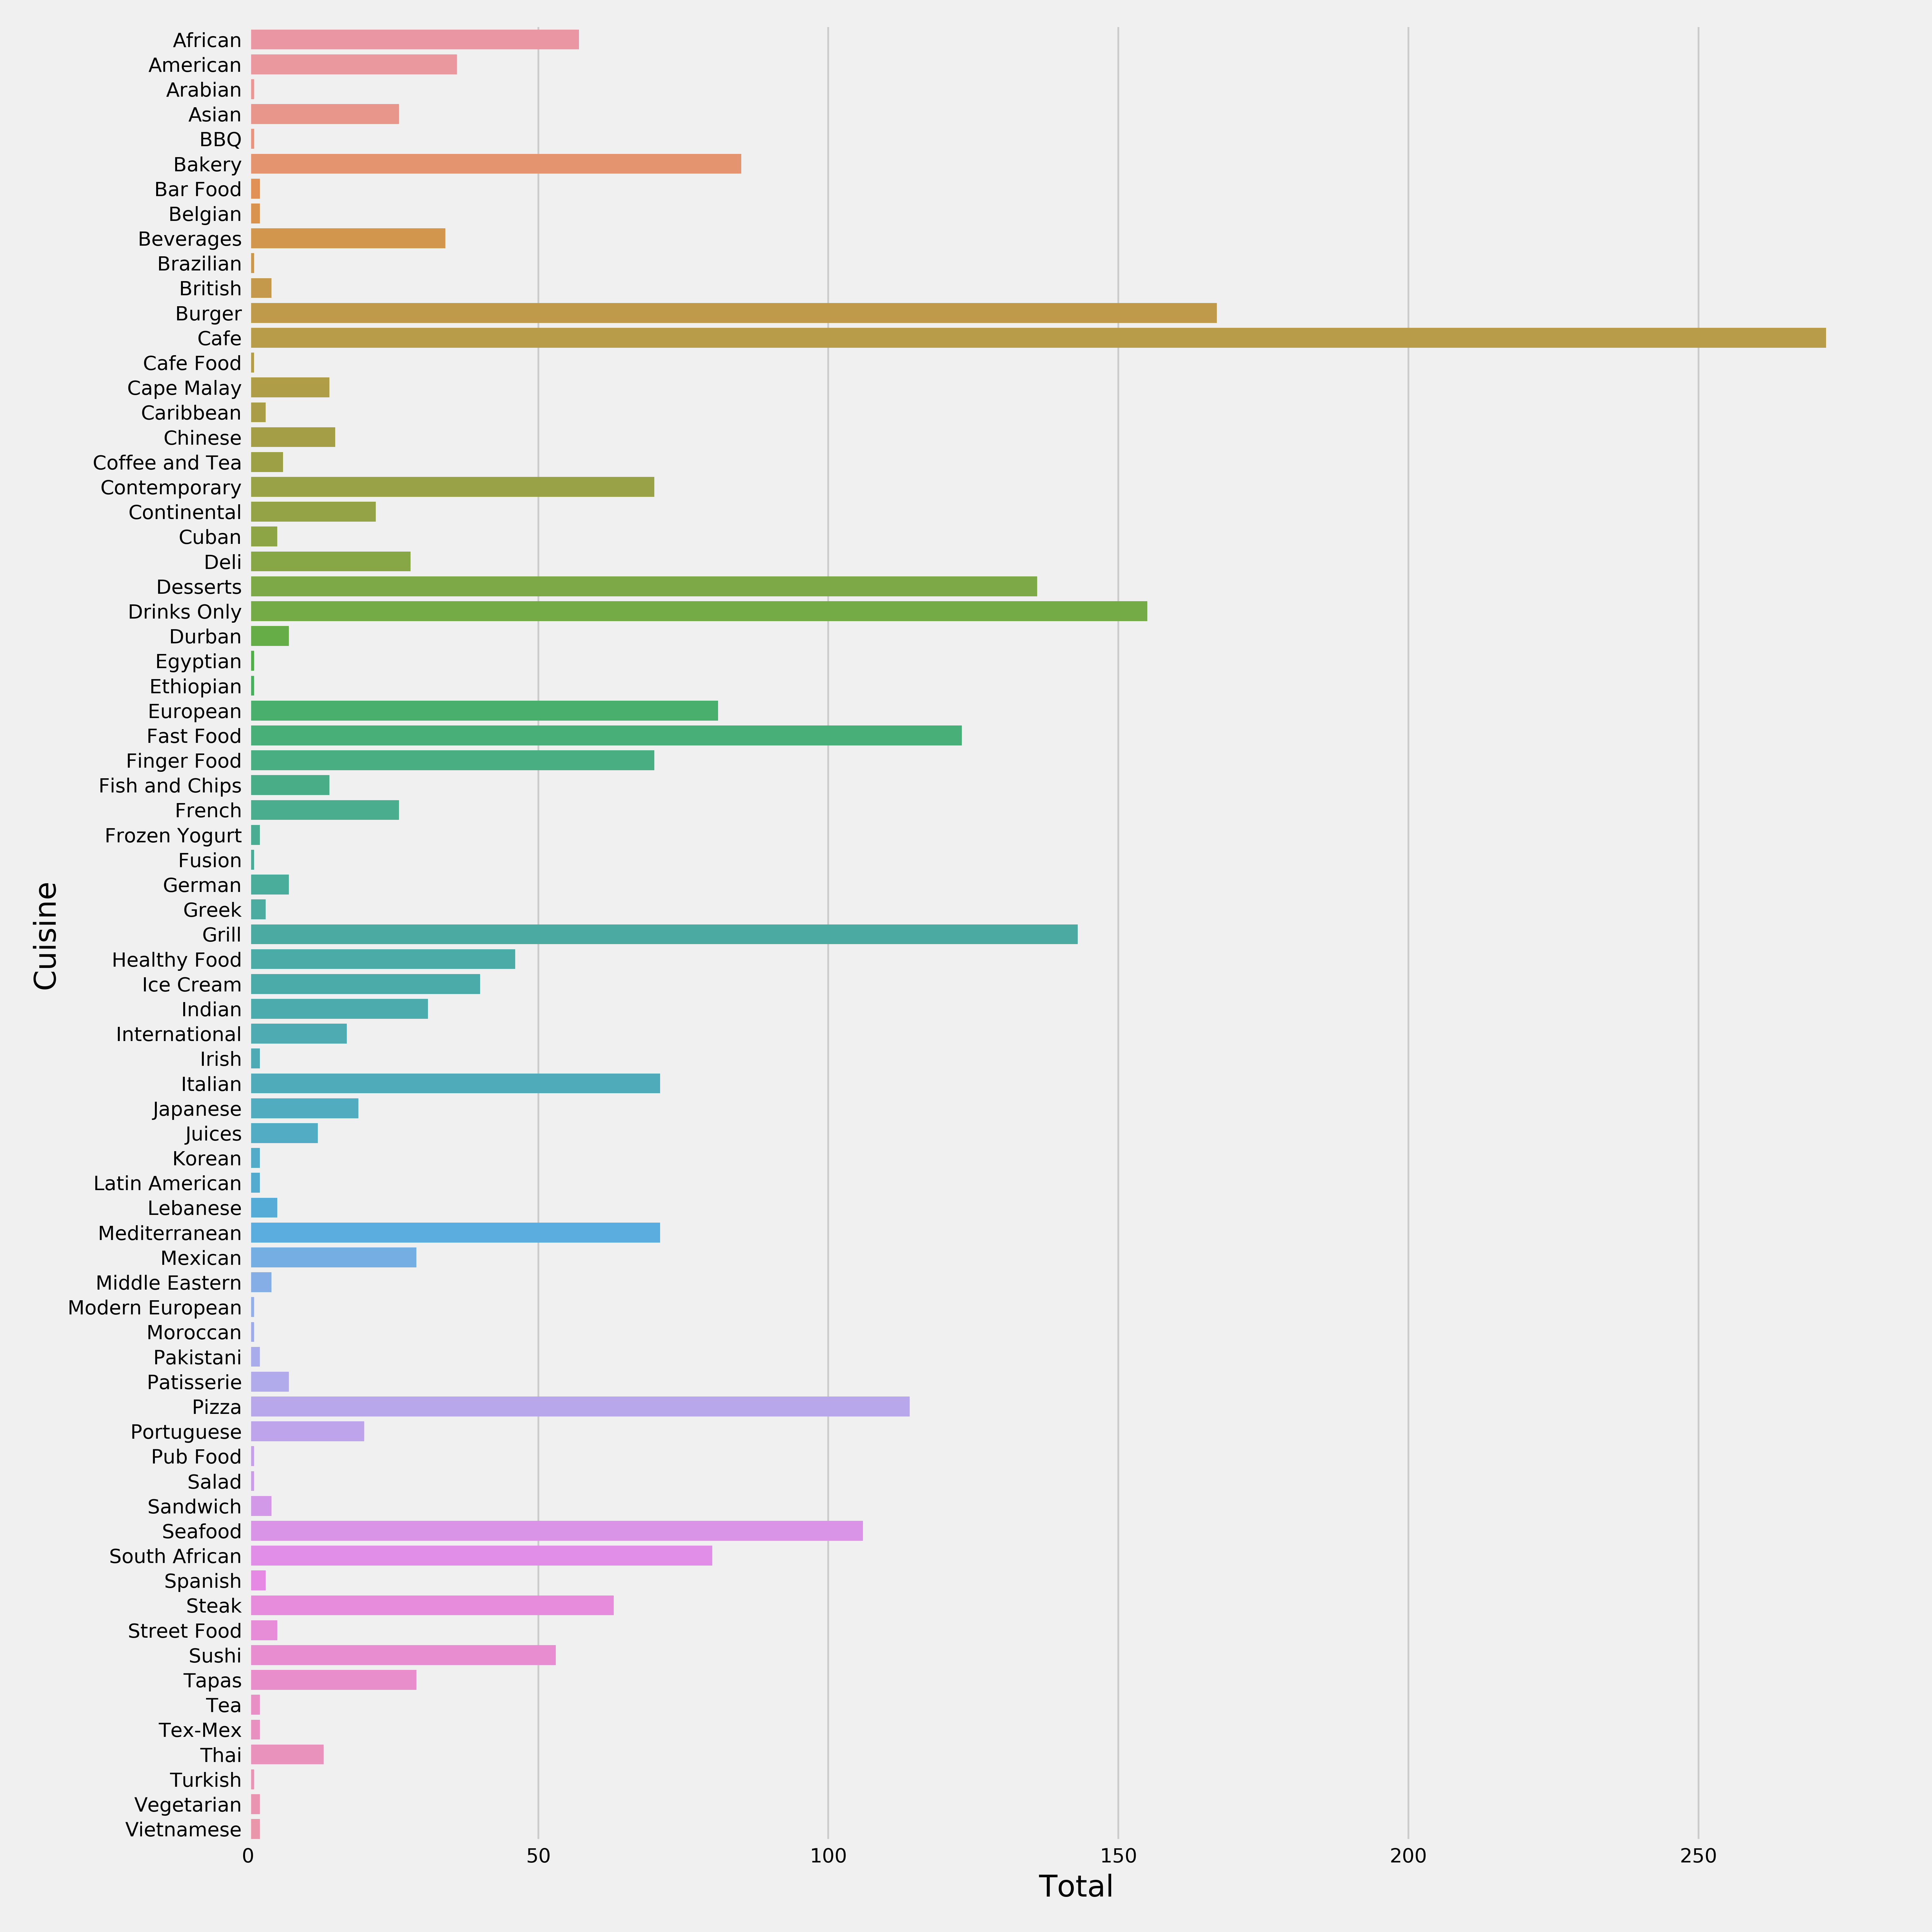 African
American
Arabian
Asian
BBQ
Bakery
Bar Food
Belgian
Beverages
Brazilian
British
Burger
Cafe
Cafe Food
Cape Malay
Caribbean
Chinese
Coffee and Tea
Contemporary
Continental
Cuban
Deli
Desserts
Drinks Only
Durban
Egyptian
Ethiopian
European
Fast Food
Finger Food
Fish and Chips
French
Frozen Yogurt
Fusion
German
Greek
Grill
Healthy Food
Ice Cream
Indian
International
Irish
Italian
Japanese
Juices
Korean
Latin American
Lebanese
Mediterranean
Mexican
Middle Eastern
Modern European
Moroccan
Pakistani
Patisserie
Pizza
Portuguese
Pub Food
Salad
Sandwich
Seafood
South African
Spanish
Steak
Street Food
Sushi
Tapas
Tea
Tex-Mex
Thai
Turkish
Vegetarian
Vietnamese
Cuisine
0 50 100 150 200 250
Total